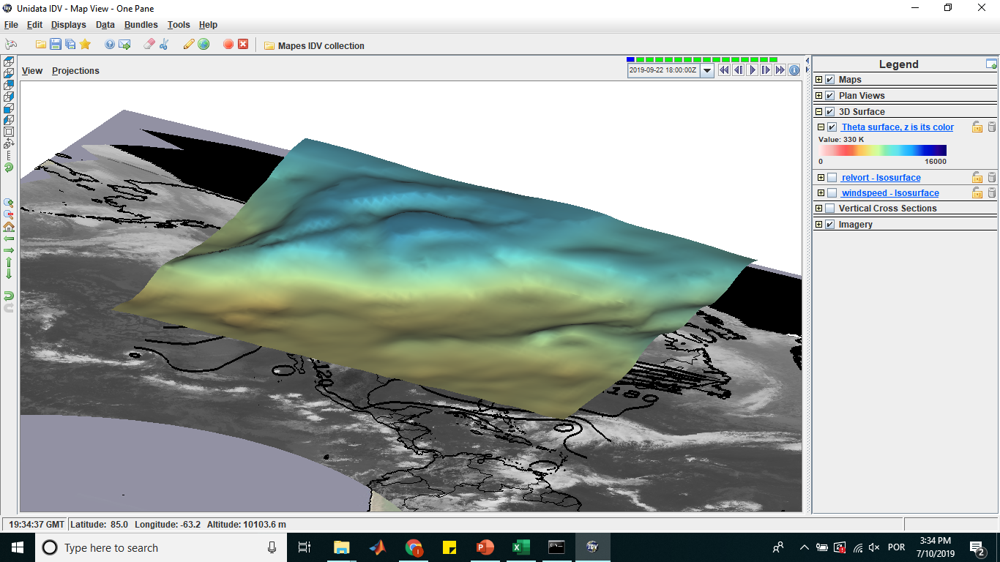 Unidata IDV - Map View - One Pane
File Edit Displays Data Bundles Tools Help
Mapes IDV collection
View Projections
2019-09-22 18:00:00Z
Legend
Maps
Plan Views
3D Surface
Theta surface, z is its color
Value: 330 K
0 16000
relvort - Isosurface
windspeed - Isosurface
Vertical Cross Sections
Imagery
120
19:34:37 GMT Latitude: 85.0 Longitude: -63.2 Altitude: 10103.6 m
Type here to search
IDV
POR
3:34 PM
7/10/2019
2